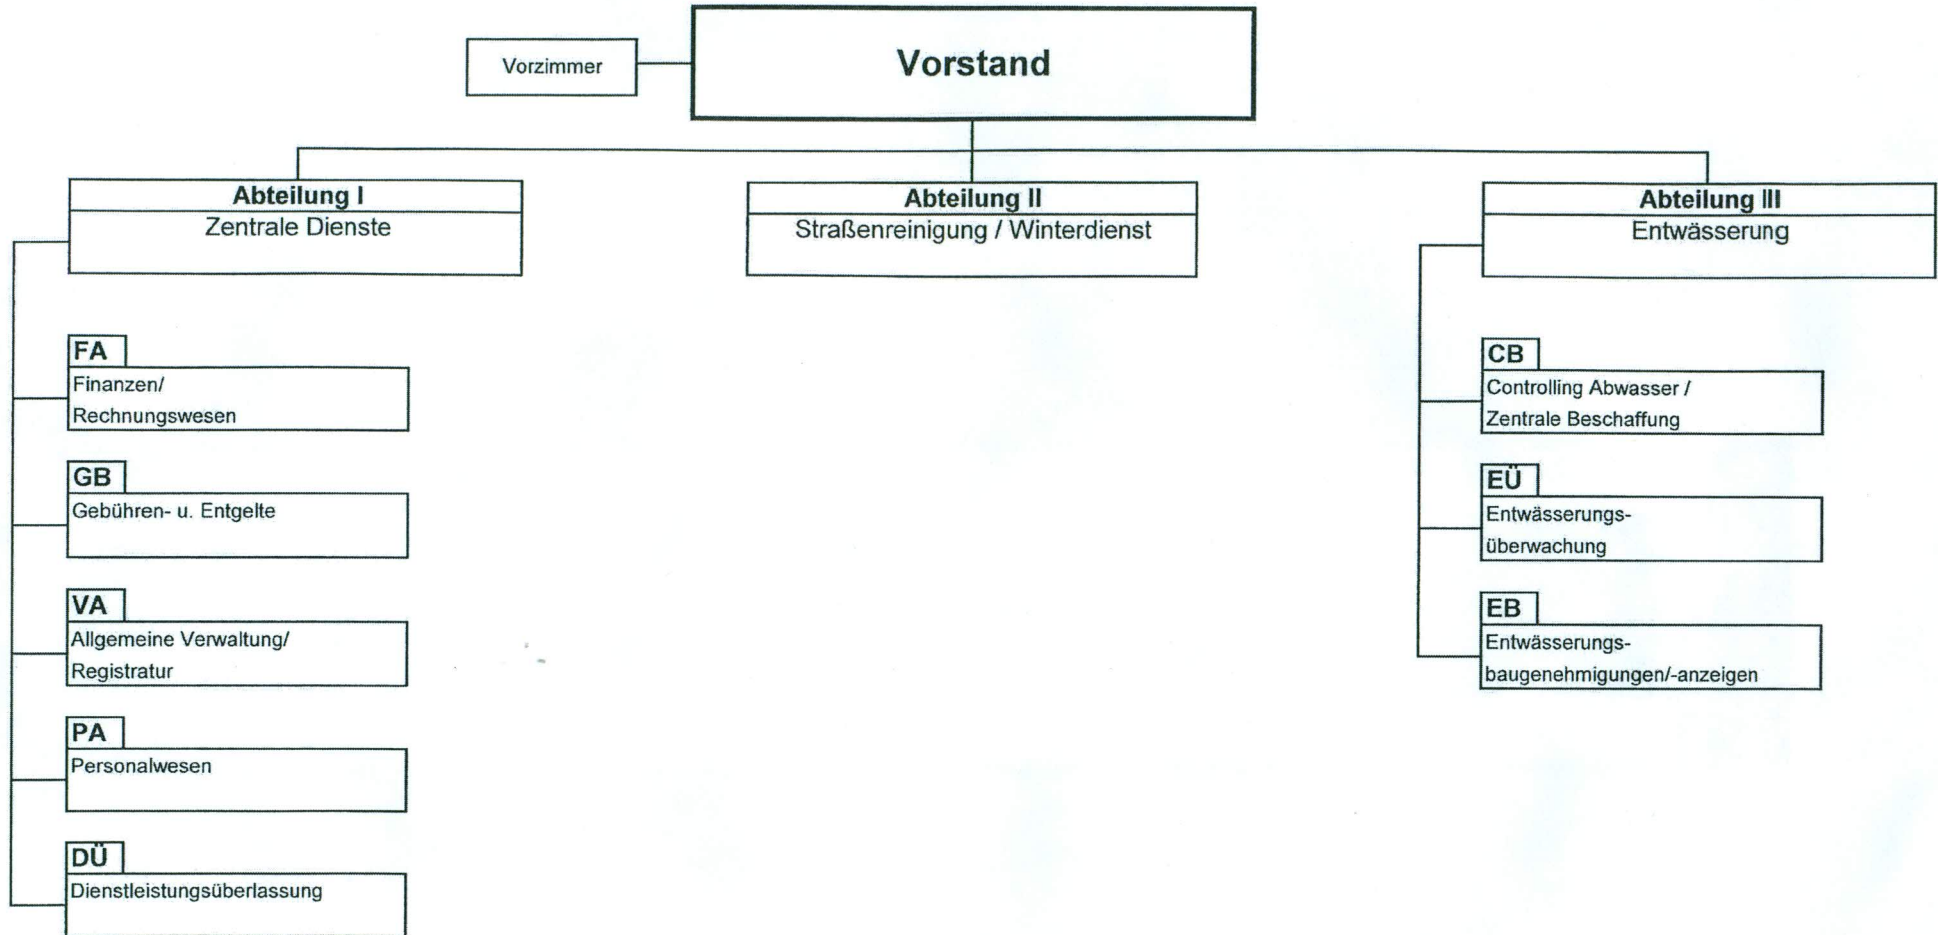 Vorzimmer
Vorstand
Abteilung I
Zentrale Dienste
Abteilung II
Straßenreinigung / Winterdienst
Abteilung III
Entwässerung
FA
Finanzen/
Rechnungswesen
GB
Gebühren- u. Entgelte
VA
Allgemeine Verwaltung/
Registratur
PA
Personalwesen
DÜ
Dienstleistungsüberlassung
CB
Controlling Abwasser /
Zentrale Beschaffung
EÜ
Entwässerungs-
überwachung
EB
Entwässerungs-
baugenehmigungen/-anzeigen